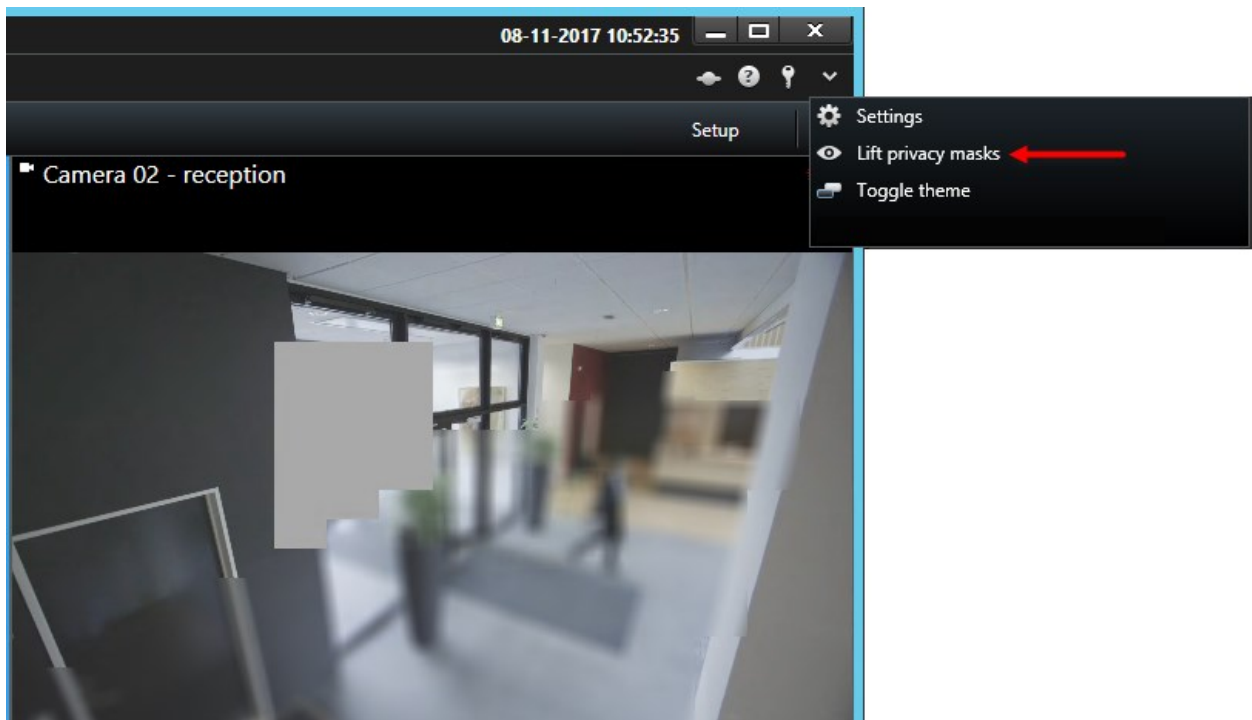 08-11-2017 10:52:35
Setup
Settings
Lift privacy masks
Toggle theme
Camera 02 - reception